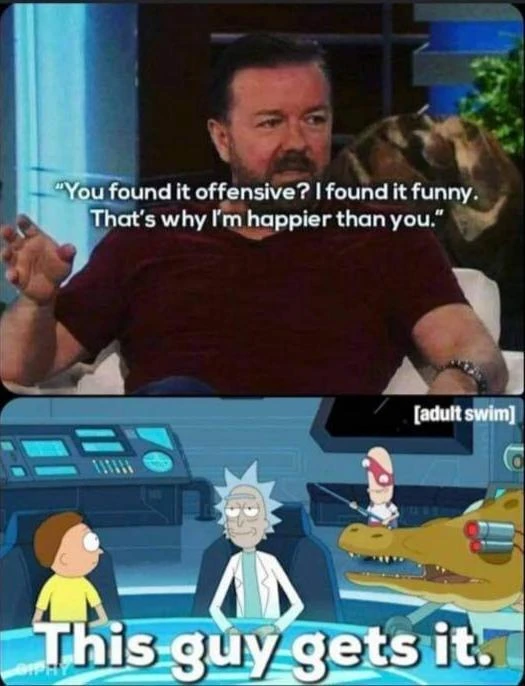 "You found it offensive? I found it funny.
That's why I'm happier than you."
[adult swim]
This guy gets it.
GIPHY